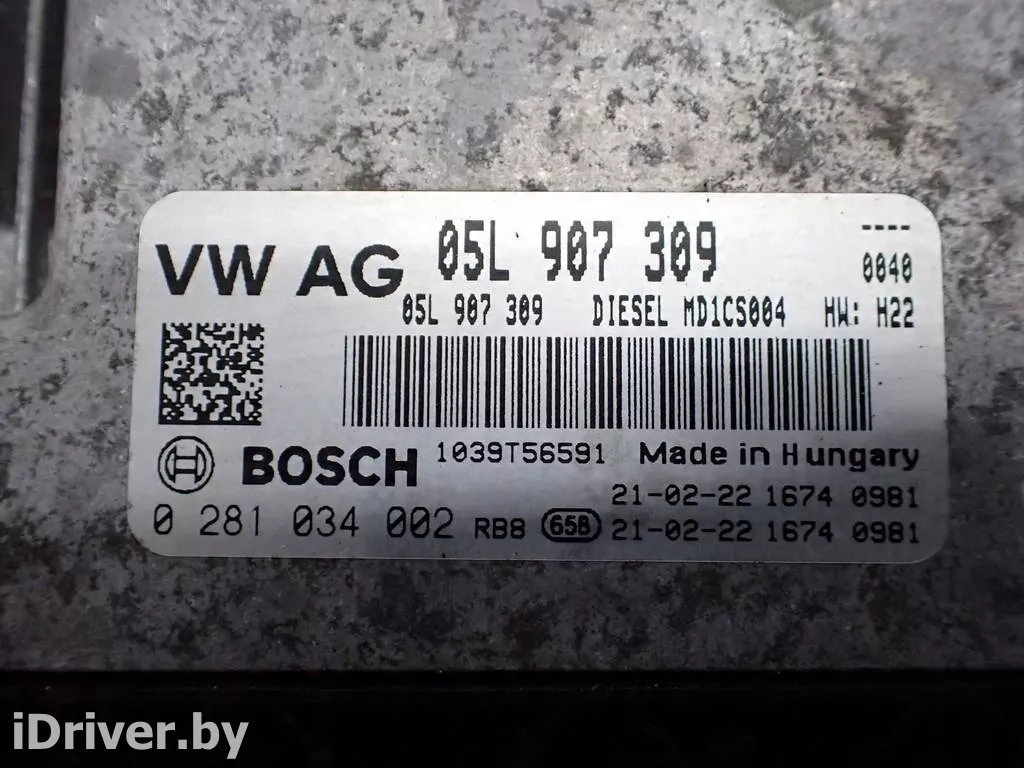 VW AG 05L 907 309
----
0040
05L 907 309 DIESEL MD1CS004 HW: H22
BOSCH 1039T56591 Made in Hungary
21-02-22 1674 0981
0 281 034 002 RB8 65B 21-02-22 1674 0981
iDriver.by